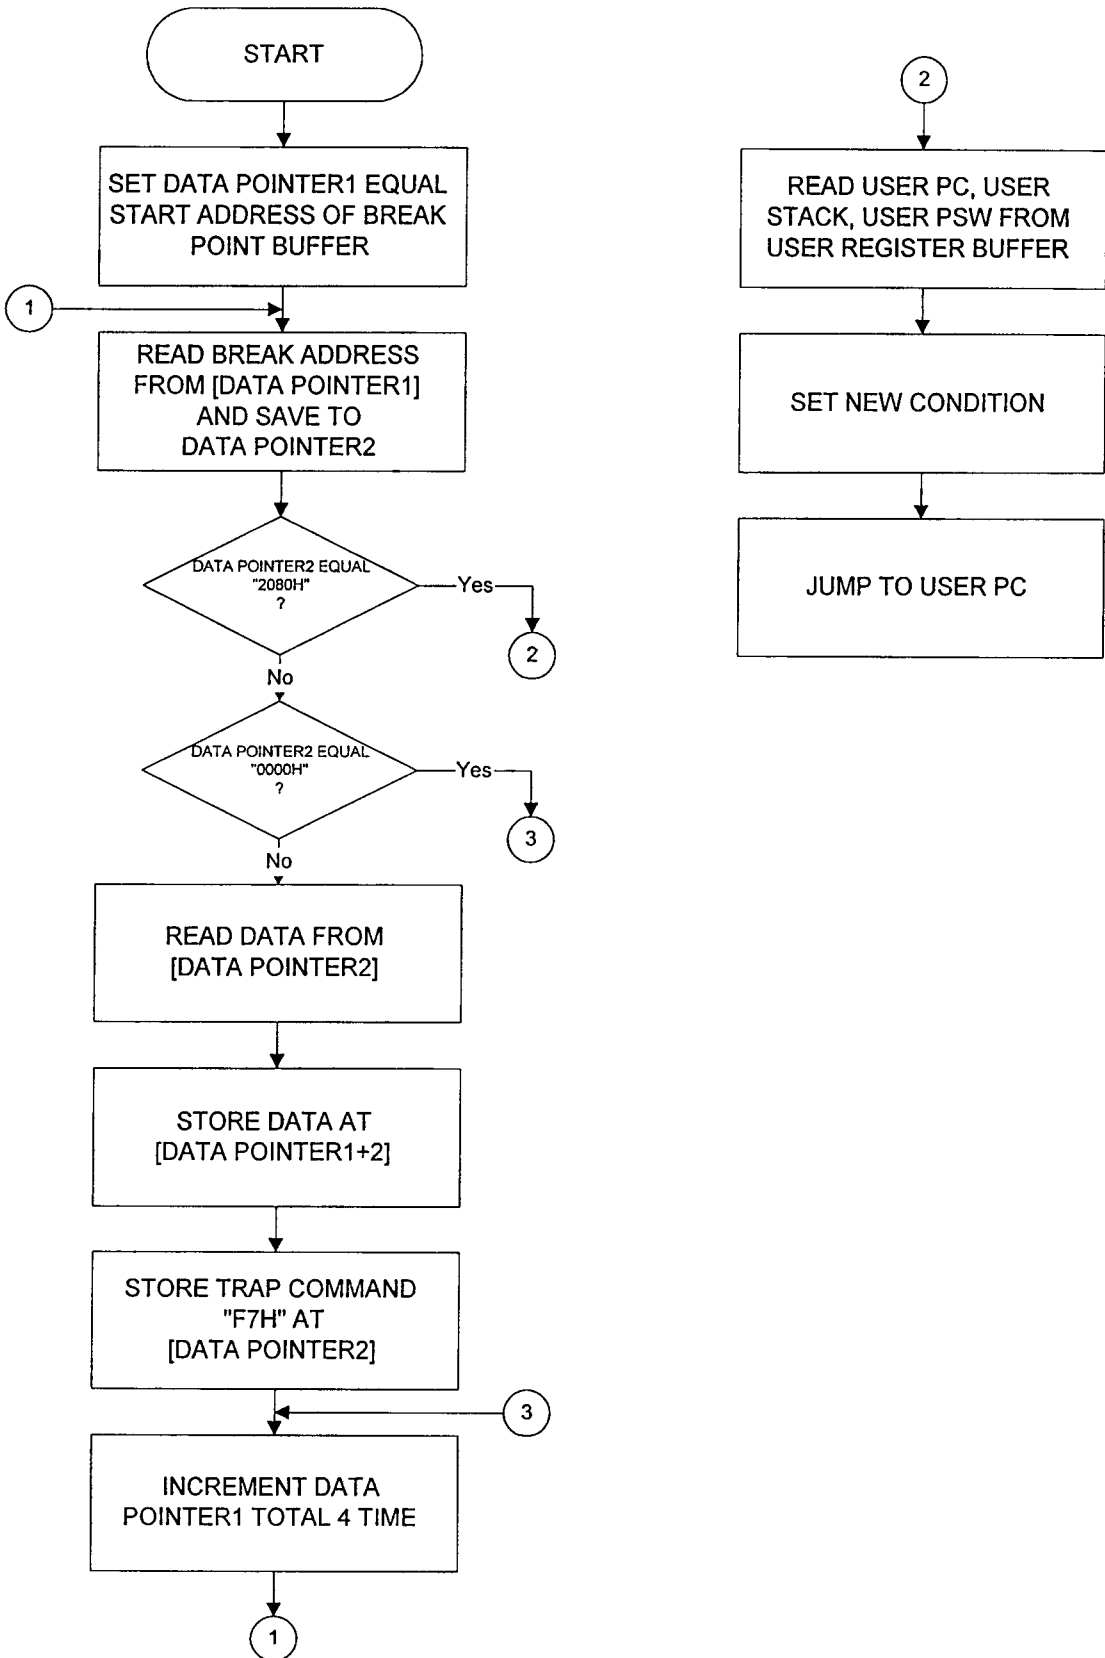 START
SET DATA POINTER1 EQUAL
START ADDRESS OF BREAK
POINT BUFFER
1
READ BREAK ADDRESS
FROM [DATA POINTER1]
AND SAVE TO
DATA POINTER2
DATA POINTER2 EQUAL
"2080H"
?
Yes
2
No
DATA POINTER2 EQUAL
"0000H"
?
Yes
3
No
READ DATA FROM
[DATA POINTER2]
STORE DATA AT
[DATA POINTER1+2]
STORE TRAP COMMAND
"F7H" AT
[DATA POINTER2]
3
INCREMENT DATA
POINTER1 TOTAL 4 TIME
1
2
READ USER PC, USER
STACK, USER PSW FROM
USER REGISTER BUFFER
SET NEW CONDITION
JUMP TO USER PC